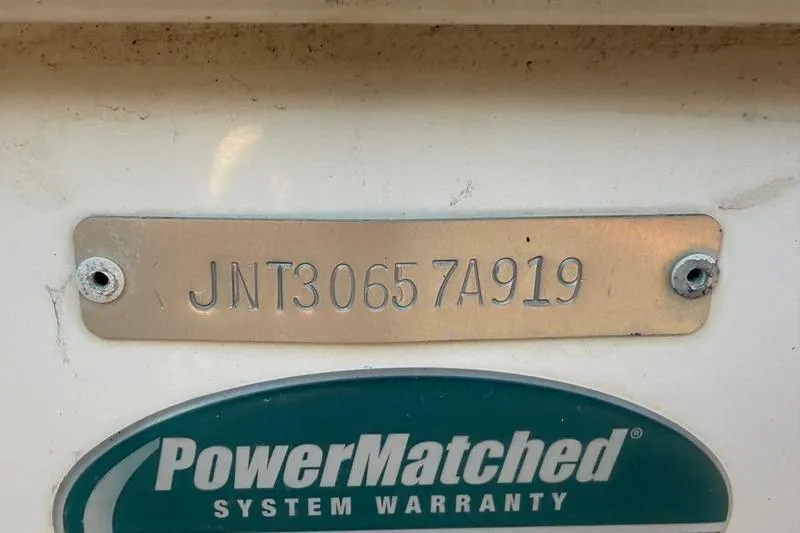 JNT30657A919
PowerMatched®
SYSTEM WARRANTY